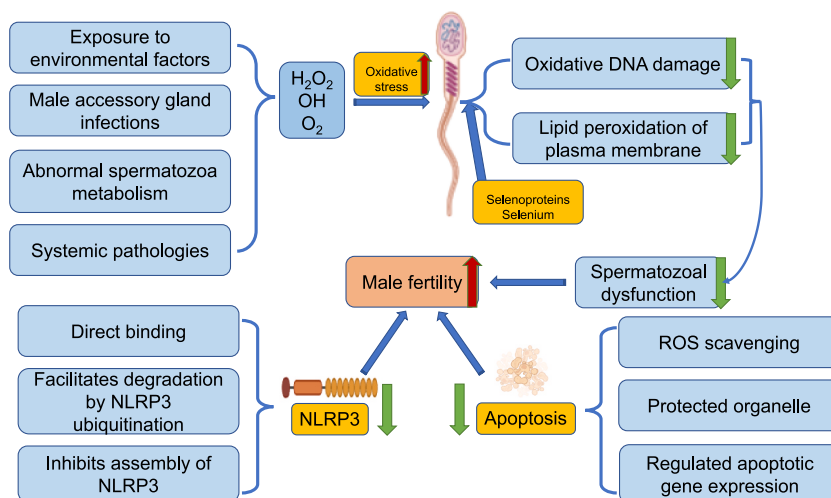 Exposure to
environmental factors
Male accessory gland
infections
Abnormal spermatozoa
metabolism
Systemic pathologies
H₂O₂
OH
O₂
Oxidative
stress
Oxidative DNA damage
Lipid peroxidation of
plasma membrane
Selenoproteins
Selenium
Male fertility
Spermatozoal
dysfunction
Direct binding
Facilitates degradation
by NLRP3
ubiquitination
Inhibits assembly of
NLRP3
NLRP3
Apoptosis
ROS scavenging
Protected organelle
Regulated apoptotic
gene expression